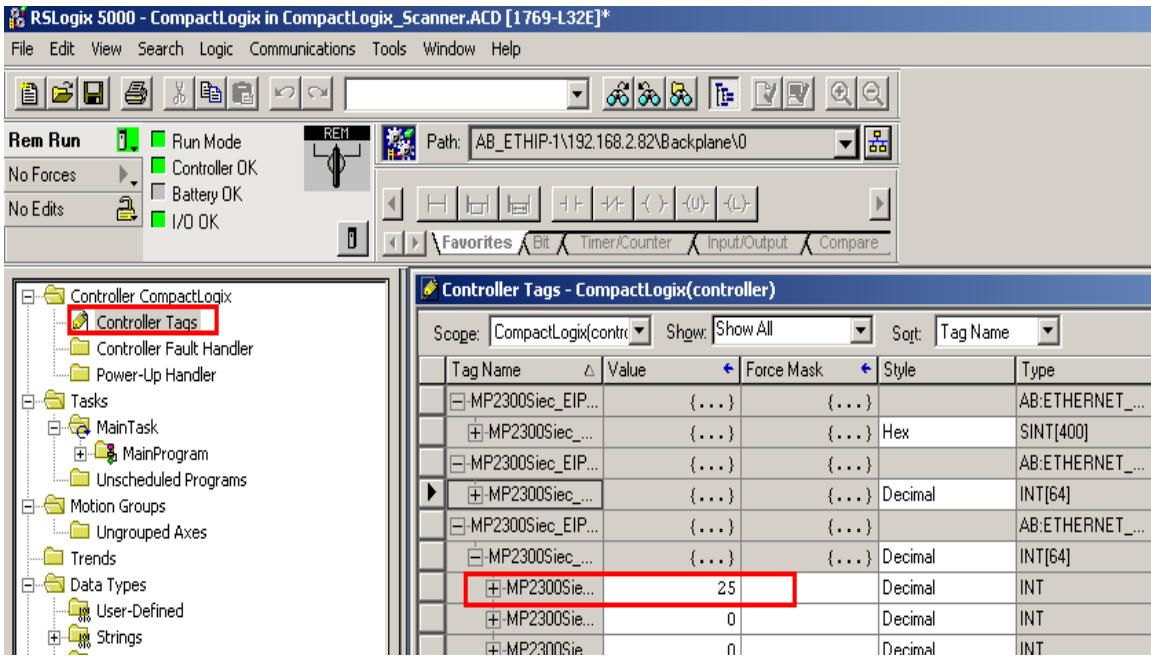 RSLogix 5000 - CompactLogix in CompactLogix_Scanner.ACD [1769-L32E]*
File Edit View Search Logic Communications Tools Window Help
Rem Run
Run Mode
REM
Path: AB_ETHIP-1\192.168.2.82\Backplane\0
No Forces
Controller OK
Battery OK
No Edits
I/O OK
Favorites Bit Timer/Counter Input/Output Compare
Controller CompactLogix
Controller Tags
Controller Fault Handler
Power-Up Handler
Tasks
MainTask
MainProgram
Unscheduled Programs
Motion Groups
Ungrouped Axes
Trends
Data Types
User-Defined
Strings
Controller Tags - CompactLogix(controller)
Scope: CompactLogix(contro Show: Show All Sort: Tag Name
Tag Name Value Force Mask Style Type
MP2300Siec_EIP... {...} {...} AB:ETHERNET_...
MP2300Siec_... {...} {...} Hex SINT[400]
MP2300Siec_EIP... {...} {...} AB:ETHERNET_...
MP2300Siec_... {...} {...} Decimal INT[64]
MP2300Siec_EIP... {...} {...} AB:ETHERNET_...
MP2300Siec_... {...} {...} Decimal INT[64]
MP2300Sie... 25 Decimal INT
MP2300Sie... 0 Decimal INT
MP2300Sie... 0 Decimal INT